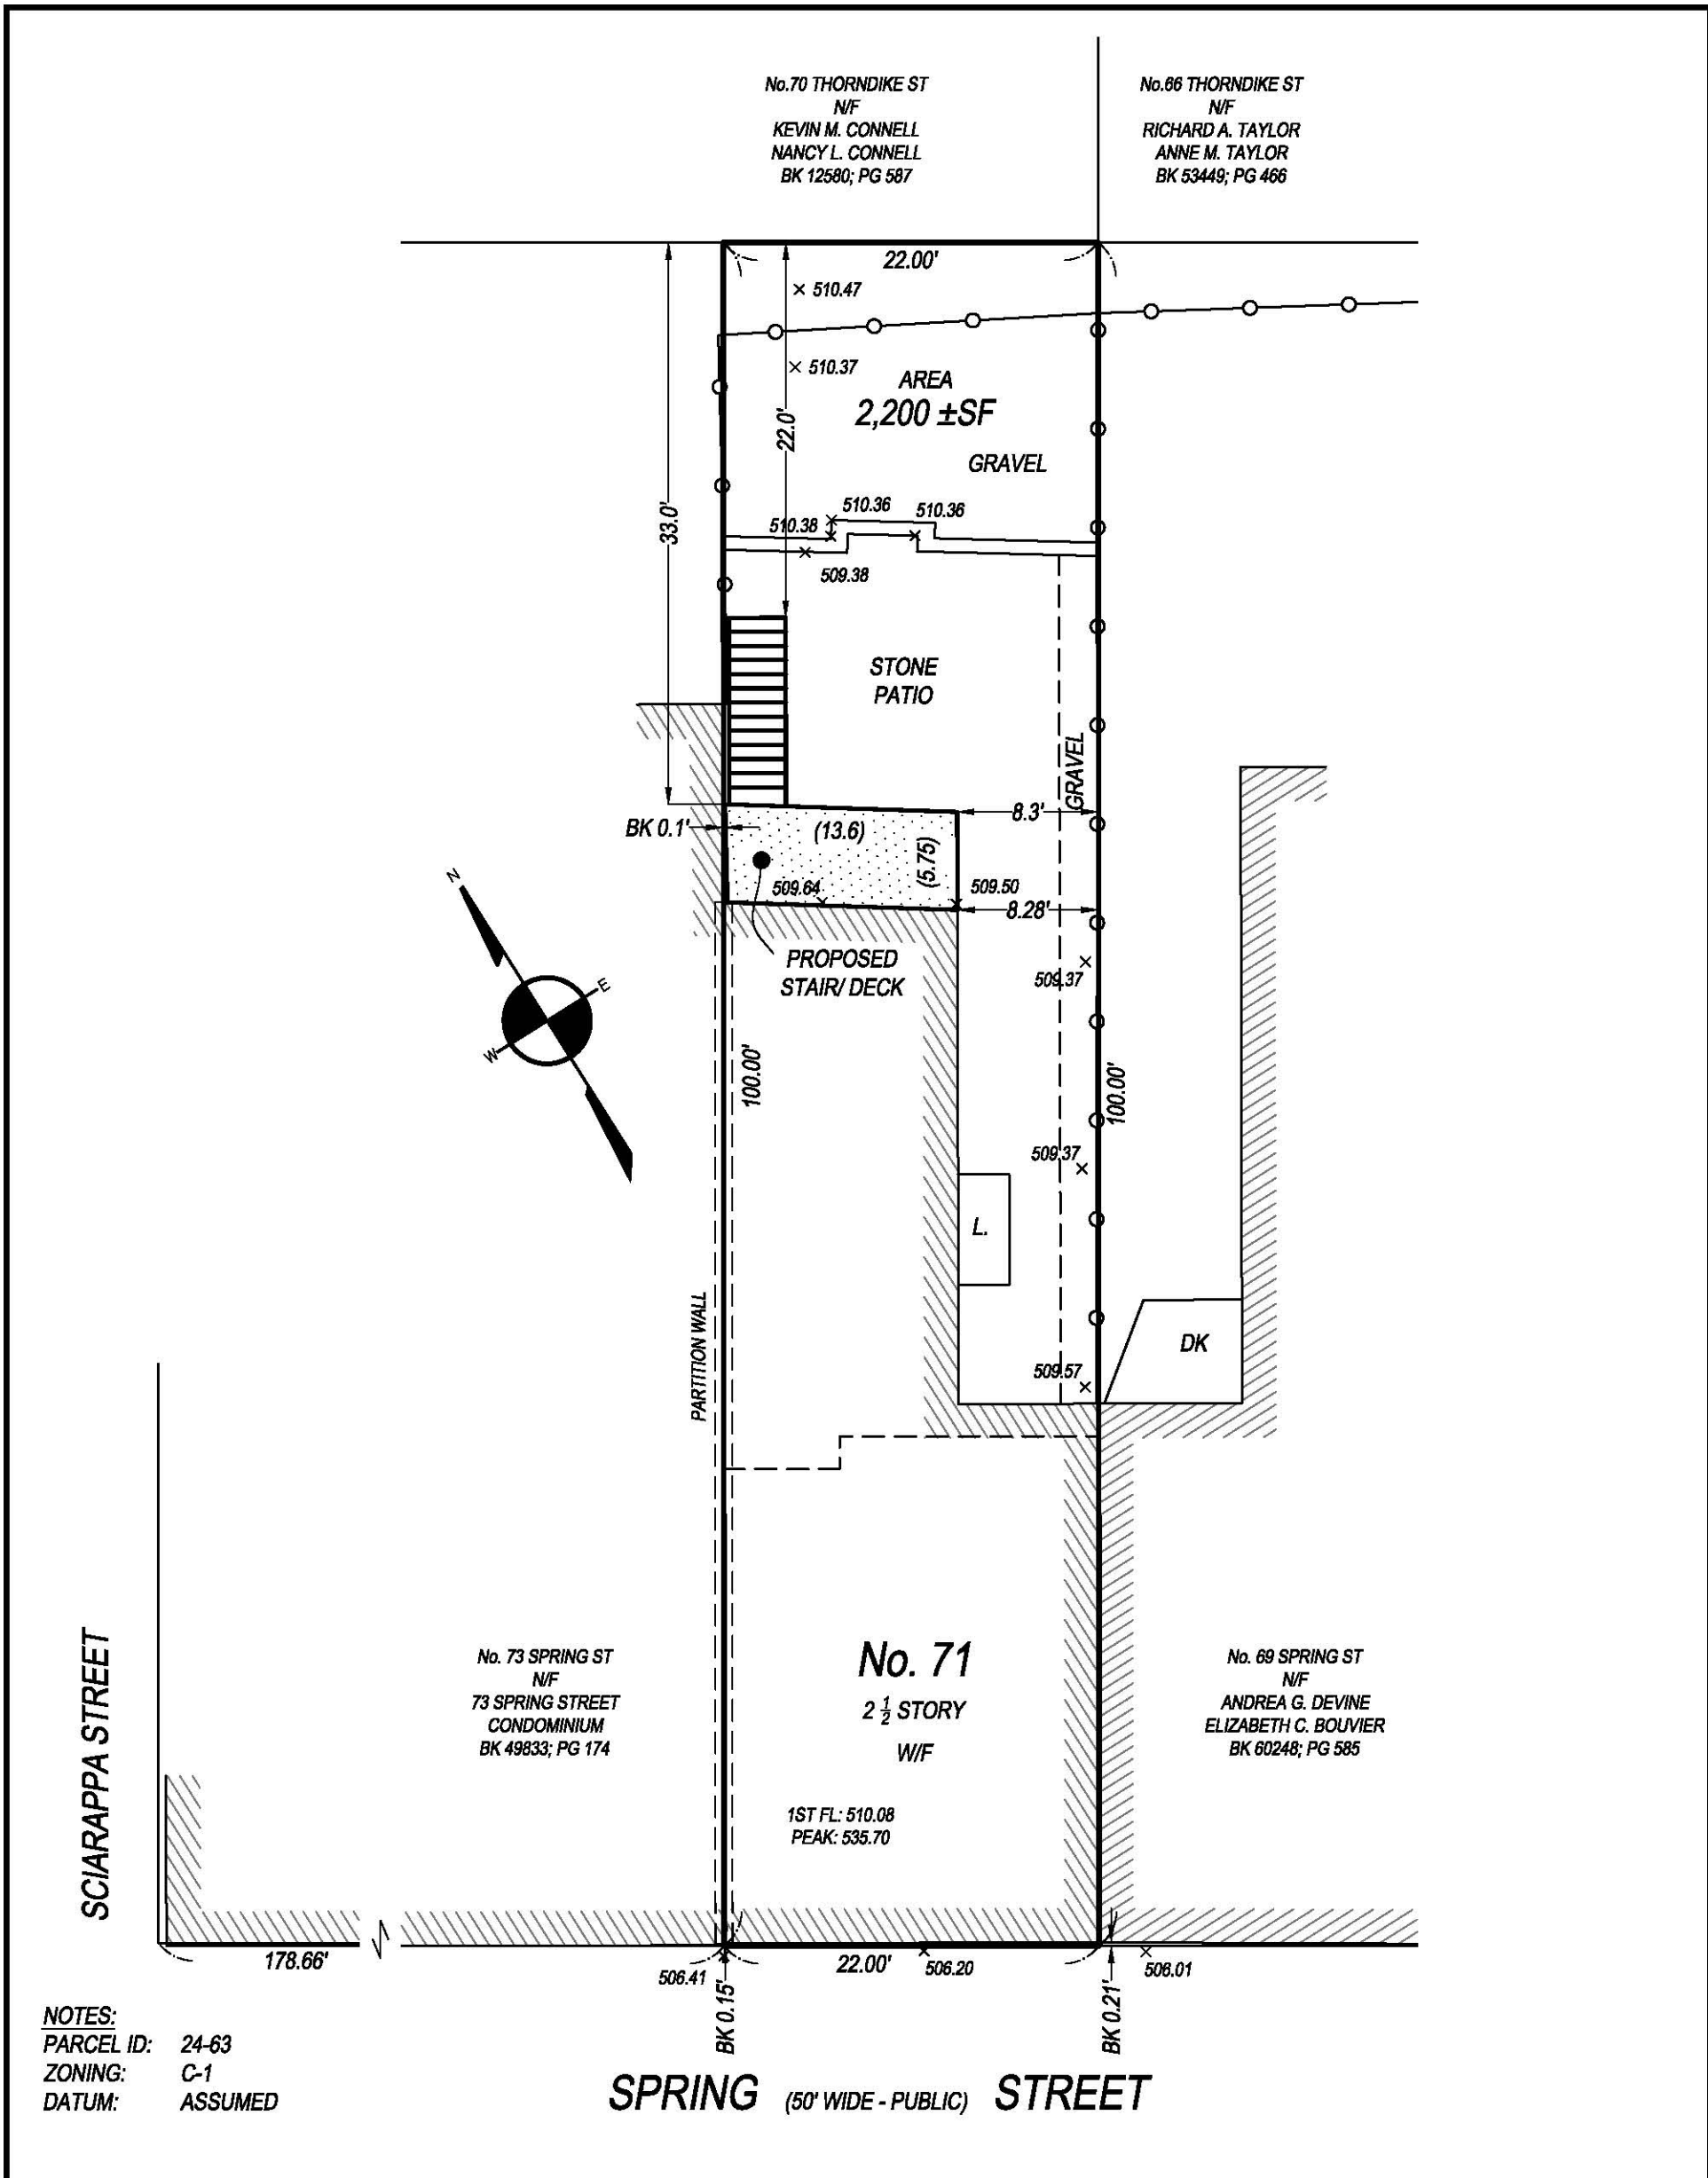 No.70 THORNDIKE ST
N/F
KEVIN M. CONNELL
NANCY L. CONNELL
BK 12580; PG 587
No.66 THORNDIKE ST
N/F
RICHARD A. TAYLOR
ANNE M. TAYLOR
BK 53449; PG 466
22.00'
510.47
510.37
AREA
2,200 ±SF
22.0'
GRAVEL
33.0'
510.36
510.36
510.38
509.38
STONE
PATIO
GRAVEL
8.3'
BK 0.1'
(13.6)
(5.75)
509.64
509.50
8.28'
N
E
W
PROPOSED
STAIR/ DECK
509.37
100.00'
100.00'
509.37
L.
PARTITION WALL
DK
509.57
SCIARAPPA STREET
No. 73 SPRING ST
N/F
73 SPRING STREET
CONDOMINIUM
BK 49833; PG 174
No. 71
2 1/2 STORY
W/F
No. 69 SPRING ST
N/F
ANDREA G. DEVINE
ELIZABETH C. BOUVIER
BK 60248; PG 585
1ST FL: 510.08
PEAK: 535.70
178.66'
506.41
22.00'
506.20
506.01
BK 0.15'
BK 0.21'
NOTES:
PARCEL ID: 24-63
ZONING: C-1
DATUM: ASSUMED
SPRING (50' WIDE - PUBLIC) STREET